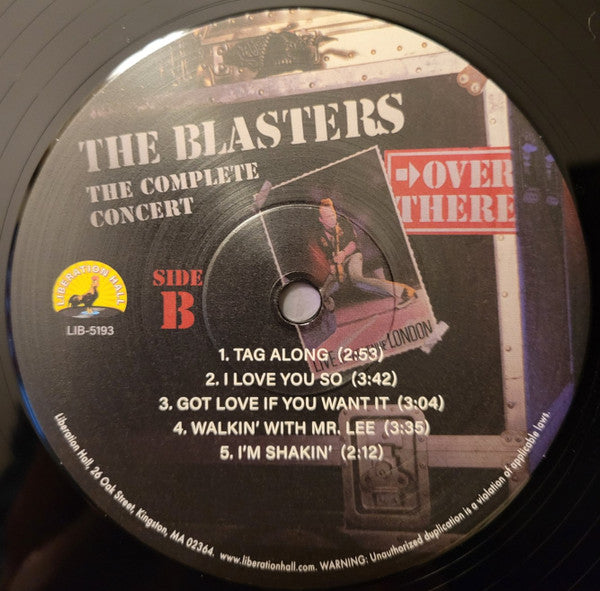 THE BLASTERS
THE COMPLETE
CONCERT
OVER
THERE
LIBERATION HALL
LIB-5193
SIDE
B
LIVE LONDON
1. TAG ALONG (2:53)
2. I LOVE YOU SO (3:42)
3. GOT LOVE IF YOU WANT IT (3:04)
4. WALKIN' WITH MR. LEE (3:35)
5. I'M SHAKIN' (2:12)
Liberation Hall, 26 Oak Street, Kingston, MA 02364. www.liberationhall.com. WARNING: Unauthorized duplication is a violation of applicable laws.